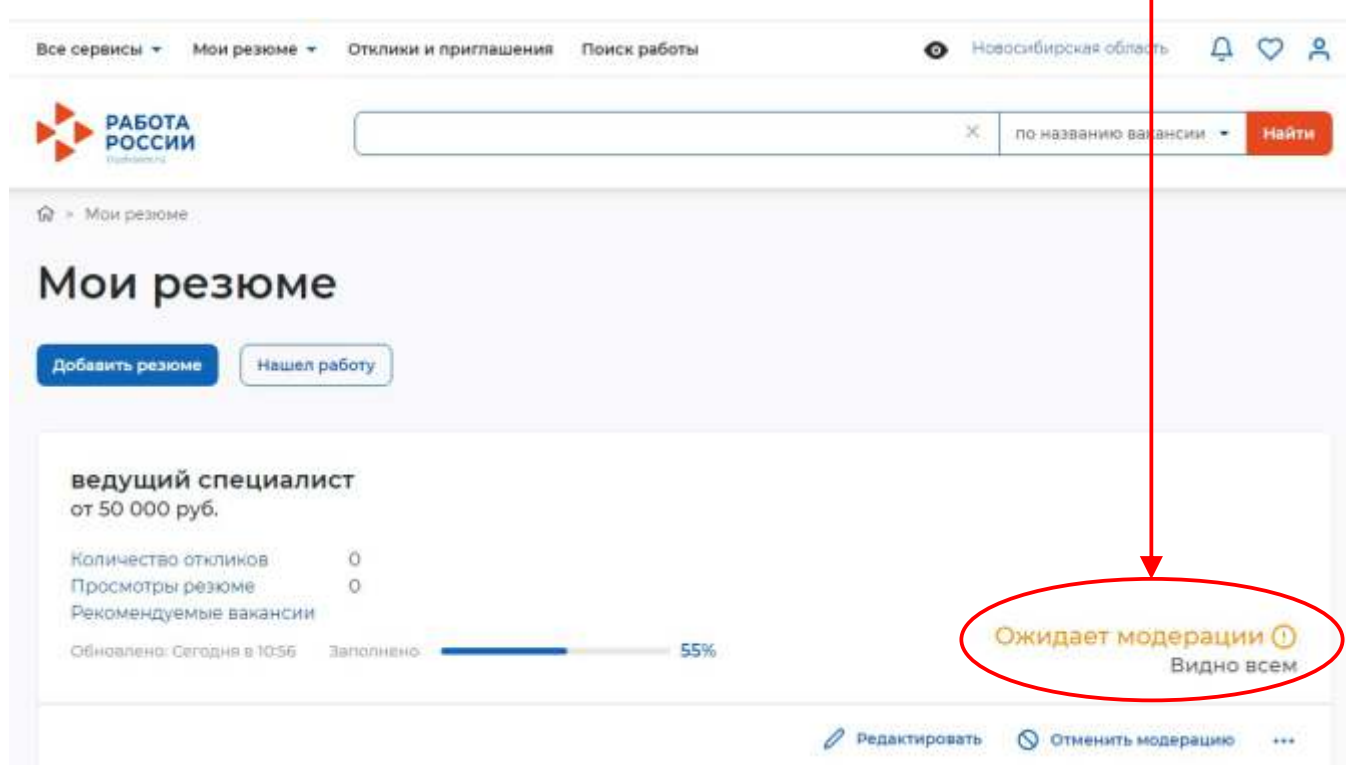 Все сервисы Мои резюме Отклики и приглашения Поиск работы Новосибирская область
РАБОТА
РОССИИ
по названию вакансии Найти
Мои резюме
Мои резюме
Добавить резюме Нашел работу
ведущий специалист
от 50 000 руб.
Количество откликов 0
Просмотры резюме 0
Рекомендуемые вакансии
Обновлено: Сегодня в 10:56 Заполнено 55%
Ожидает модерации
Видно всем
Редактировать Отменить модерацию